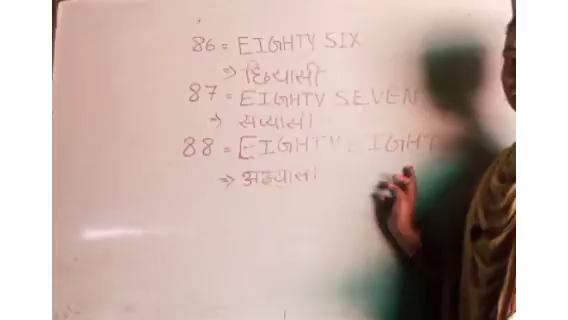 86 = EIGHTY SIX
⇒ छियासी
87 = EIGHTY SEVEN
⇒ सत्यासी
88 = EIGHTY EIGHT
⇒ अठ्यासी